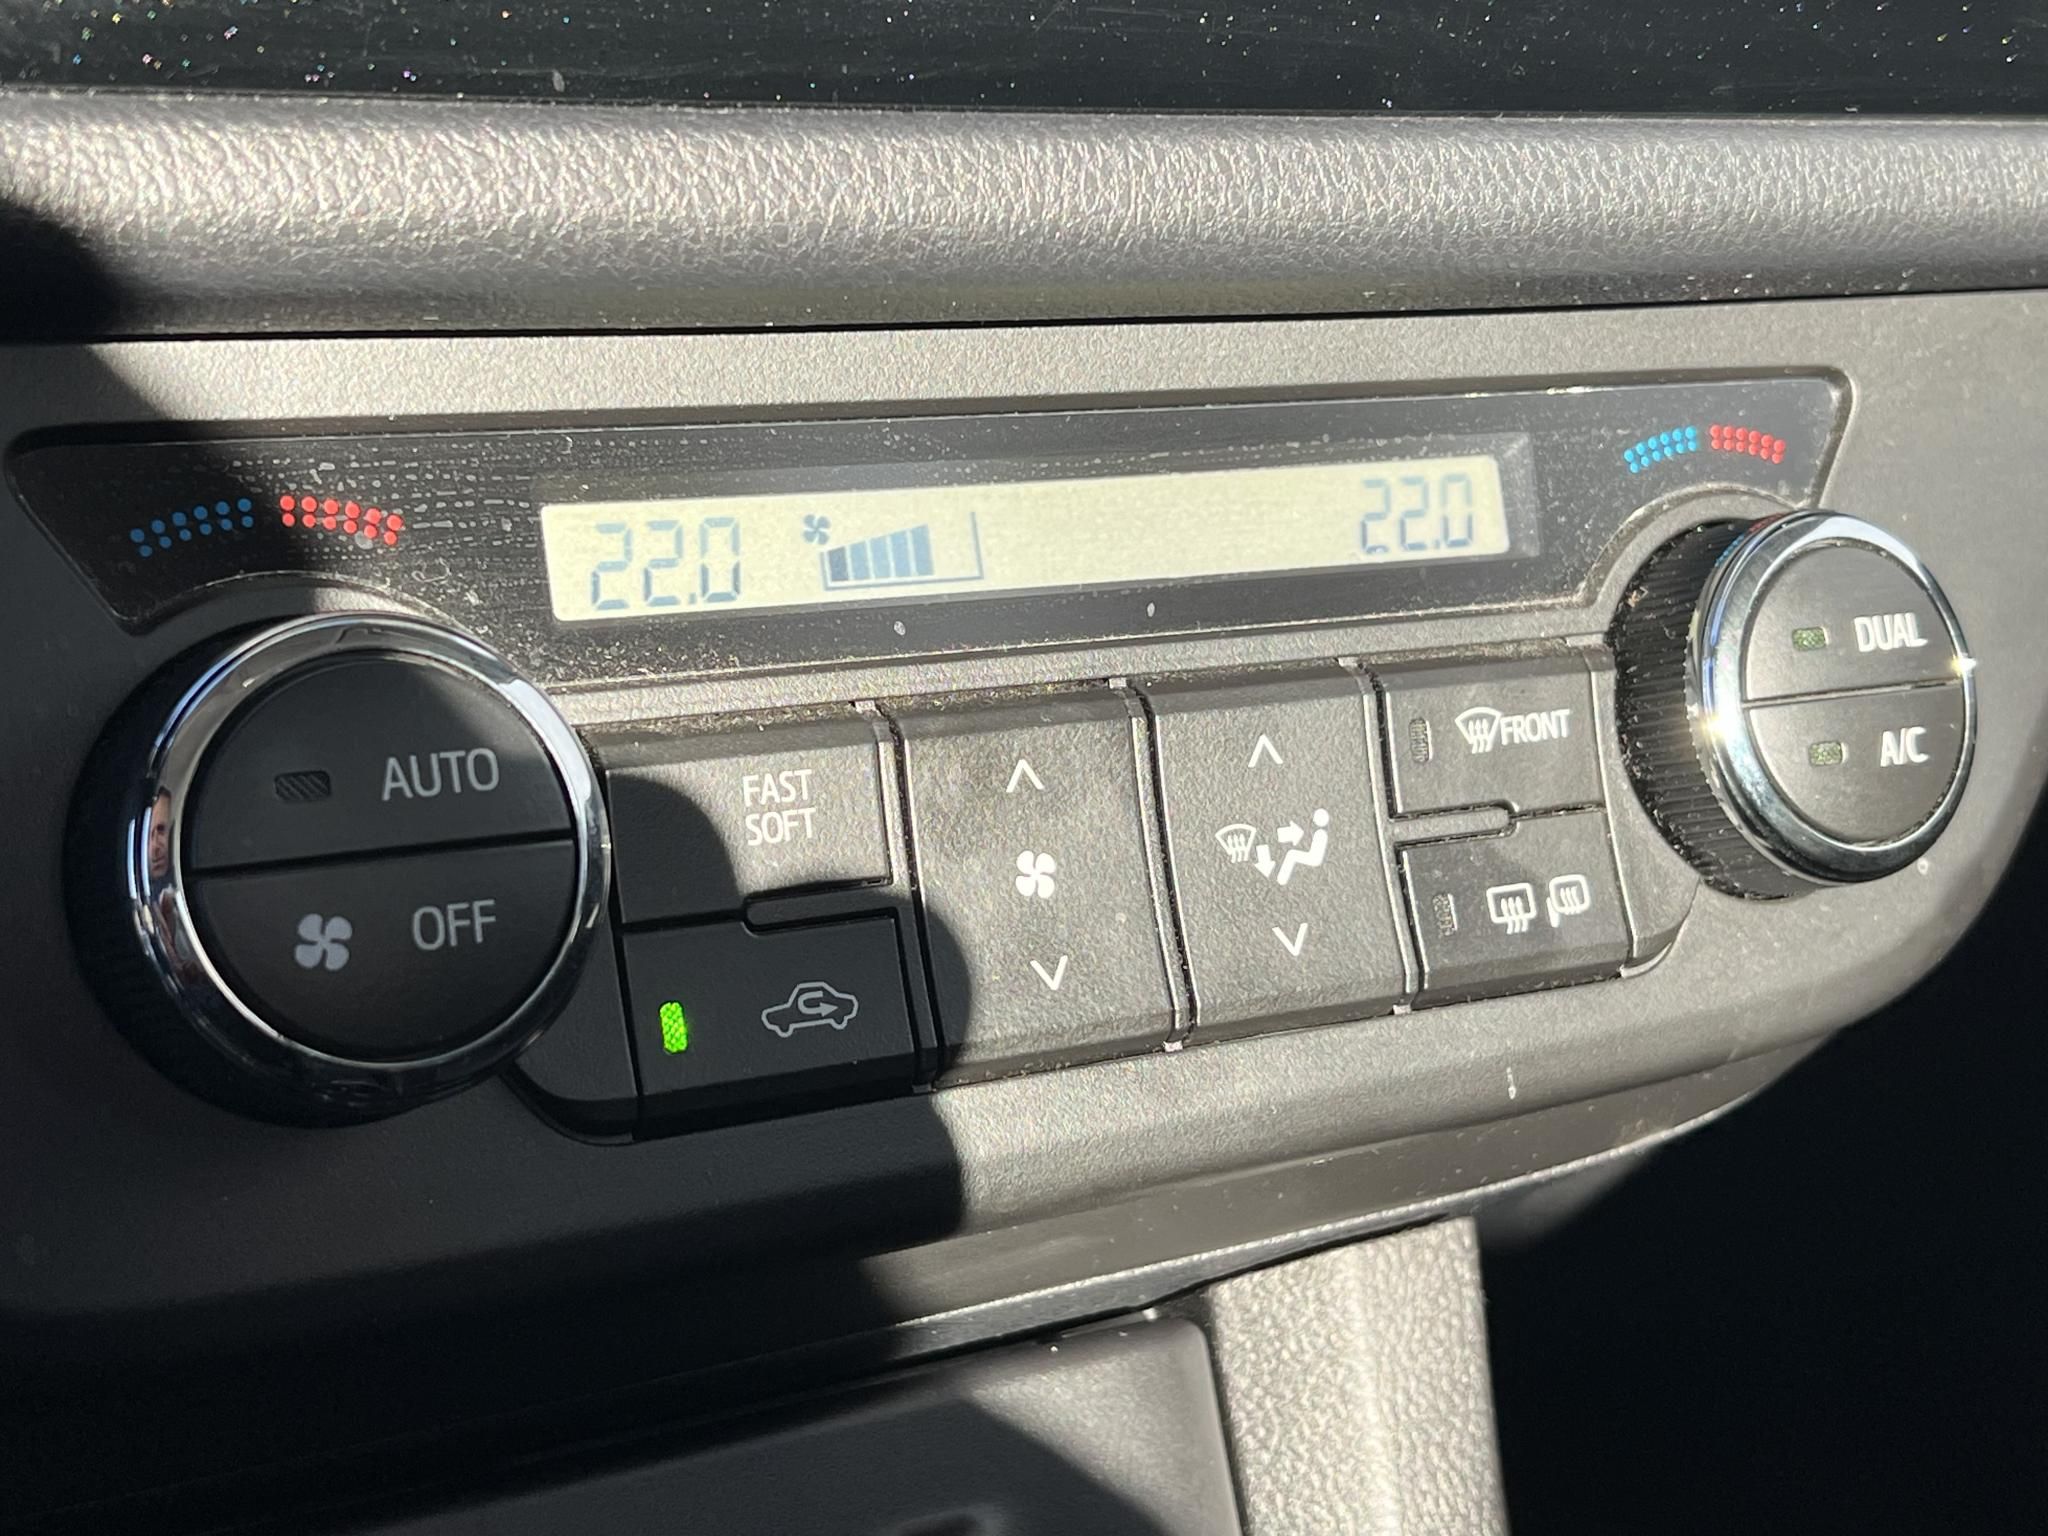 22.0
22.0
AUTO
OFF
FAST
SOFT
FRONT
DUAL
A/C